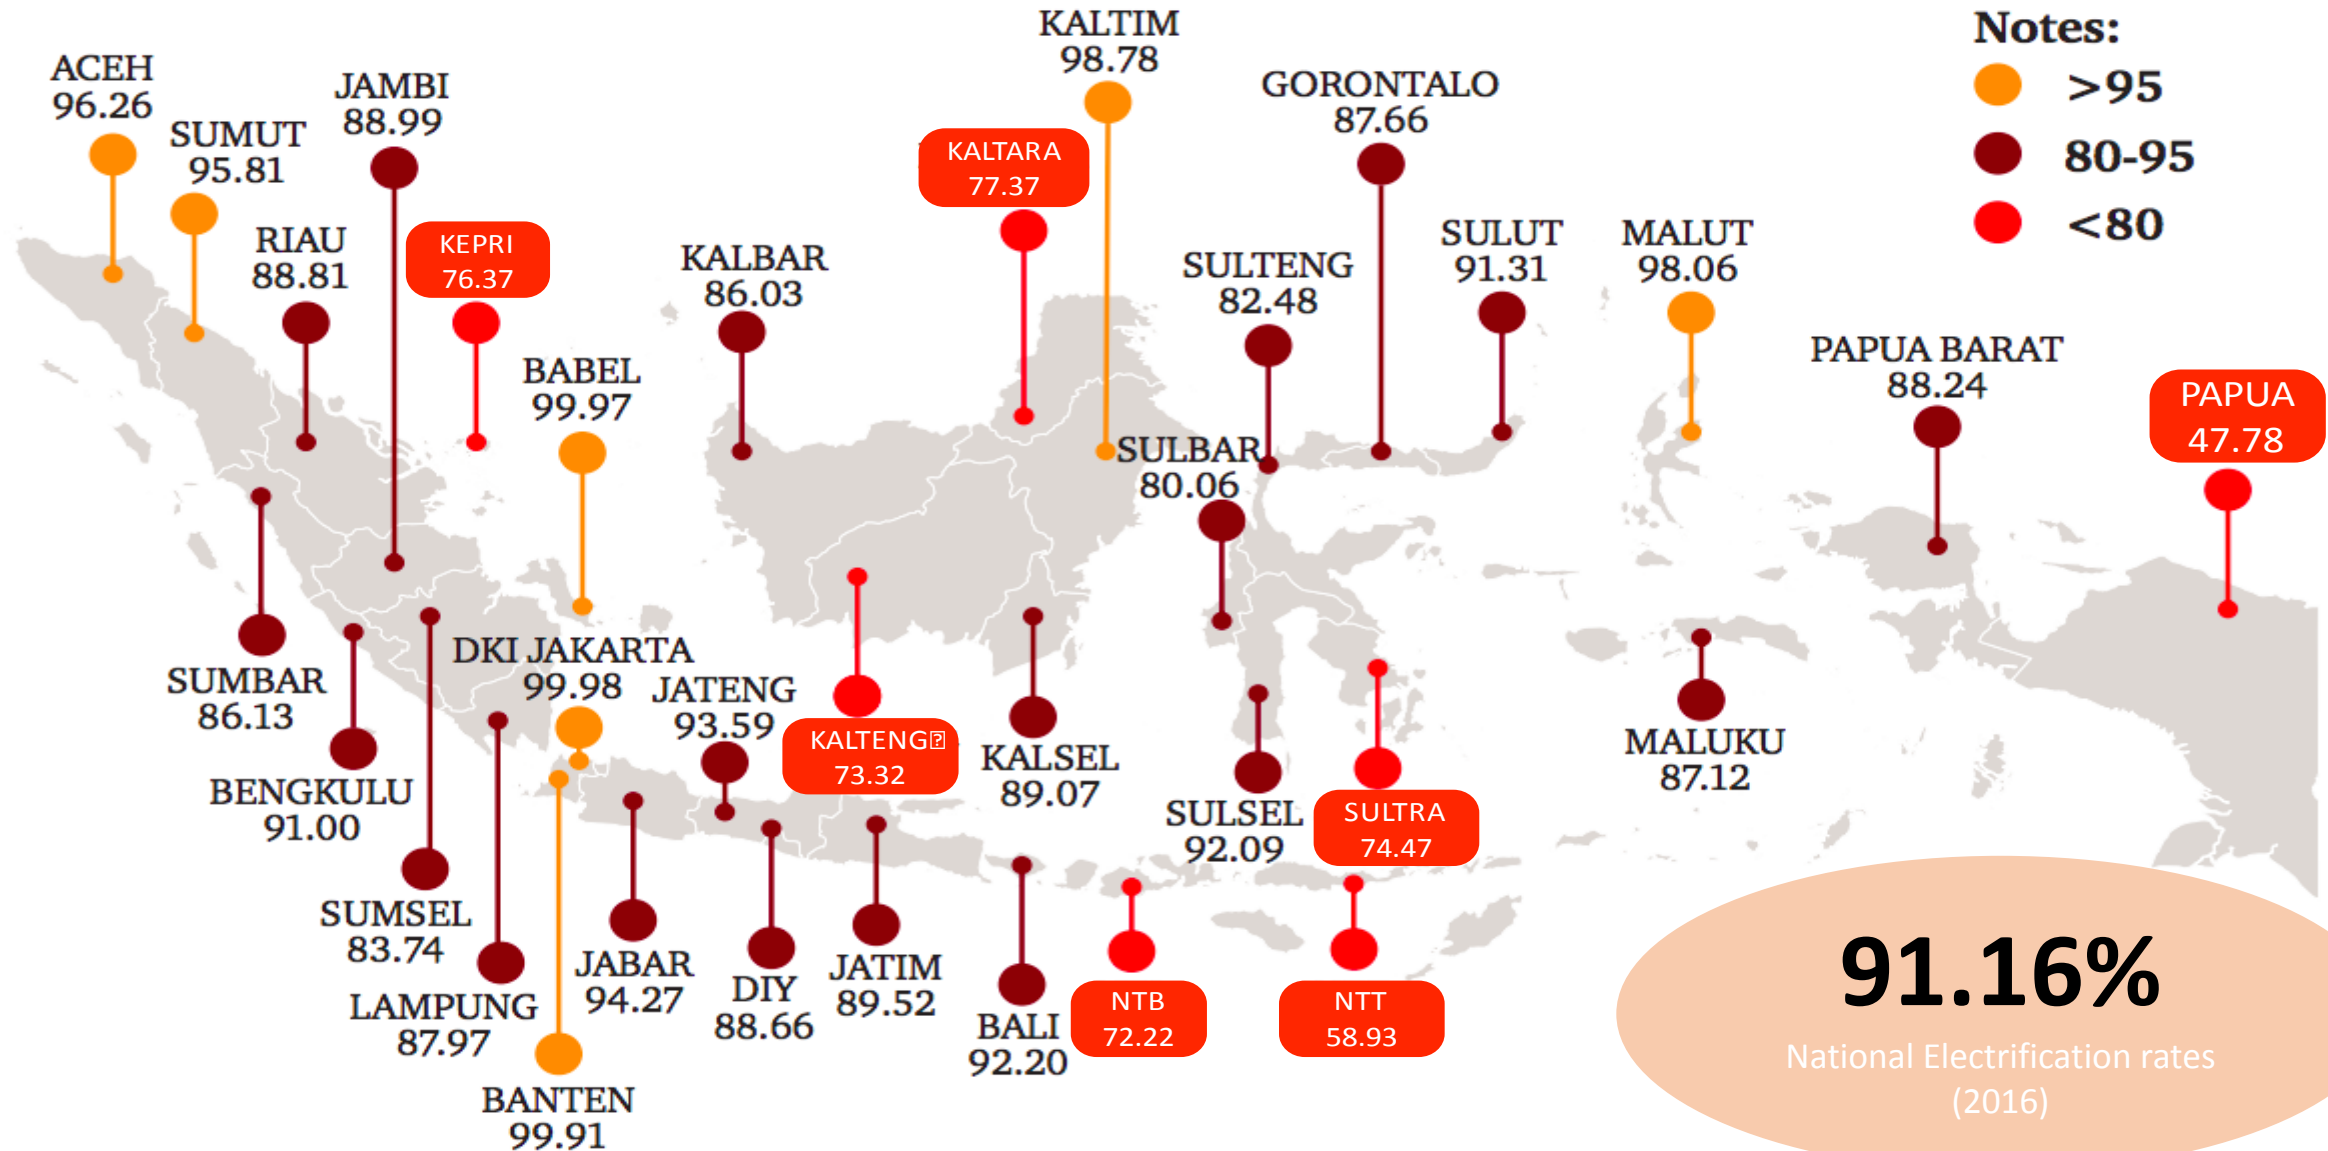 KALTIM
98.78
Notes:
>95
80-95
<80
ACEH
96.26
JAMBI
88.99
GORONTALO
87.66
SUMUT
95.81
KALTARA
77.37
RIAU
88.81
KEPRI
76.37
KALBAR
86.03
SULTENG
82.48
SULUT
91.31
MALUT
98.06
BABEL
99.97
PAPUA BARAT
88.24
PAPUA
47.78
SULBAR
80.06
DKI JAKARTA
99.98
SUMBAR
86.13
JATENG
93.59
KALTENG
73.32
KALSEL
89.07
MALUKU
87.12
BENGKULU
91.00
SULSEL
92.09
SULTRA
74.47
SUMSEL
83.74
JABAR
94.27
DIY
88.66
JATIM
89.52
LAMPUNG
87.97
BALI
92.20
NTB
72.22
NTT
58.93
BANTEN
99.91
91.16%
National Electrification rates
(2016)